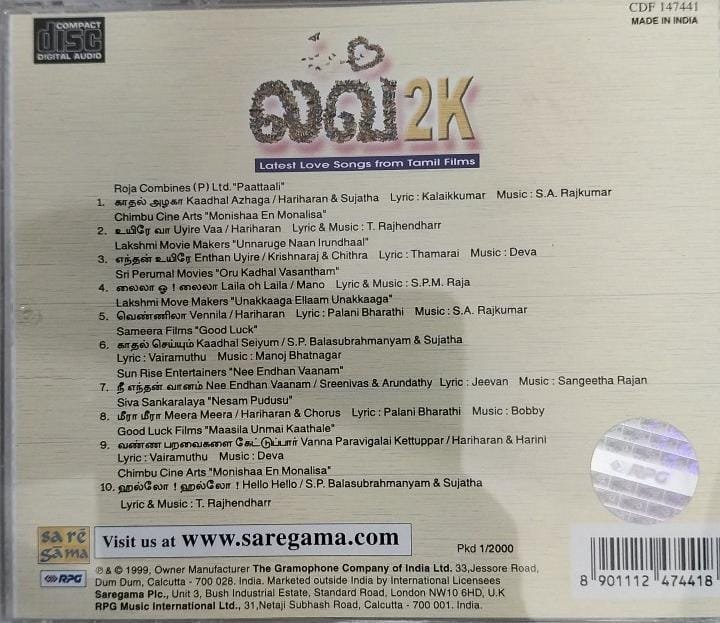 CDF 147441
MADE IN INDIA
COMPACT
disc
DIGITAL AUDIO
லவ் 2K
Latest Love Songs from Tamil Films
Roja Combines (P) Ltd. "Paattaali"
1. காதல் அழகா Kaadhal Azhaga / Hariharan & Sujatha Lyric : Kalaikkumar Music : S.A. Rajkumar
Chimbu Cine Arts "Monishaa En Monalisa"
2. உயிரே வா Uyire Vaa / Hariharan Lyric & Music : T. Rajhendharr
Lakshmi Movie Makers "Unnaruge Naan Irundhaal"
3. எந்தன் உயிரே Enthan Uyire / Krishnaraj & Chithra Lyric : Thamarai Music : Deva
Sri Perumal Movies "Oru Kadhal Vasantham"
4. லைலா ஓ ! லைலா Laila oh Laila / Mano Lyric & Music : S.P.M. Raja
Lakshmi Move Makers "Unakkaaga Ellaam Unakkaaga"
5. வெண்ணிலா Vennila / Hariharan Lyric : Palani Bharathi Music : S.A. Rajkumar
Sameera Films "Good Luck"
6. காதல் செய்யும் Kaadhal Seiyum / S.P. Balasubrahmanyam & Sujatha
Lyric : Vairamuthu Music : Manoj Bhatnagar
Sun Rise Entertainers "Nee Endhan Vaanam"
7. நீ எந்தன் வானம் Nee Endhan Vaanam / Sreenivas & Arundathy Lyric : Jeevan Music : Sangeetha Rajan
Siva Sankaralaya "Nesam Pudusu"
8. மீரா மீரா Meera Meera / Hariharan & Chorus Lyric : Palani Bharathi Music : Bobby
Good Luck Films "Maasila Unmai Kaathale"
9. வண்ண பறவைகளை கேட்டுப்பார் Vanna Paravigalai Kettuppar / Hariharan & Harini
Lyric : Vairamuthu Music : Deva
Chimbu Cine Arts "Monishaa En Monalisa"
10. ஹல்லோ ! ஹல்லோ ! Hello Hello / S.P. Balasubrahmanyam & Sujatha
Lyric & Music : T. Rajhendharr
RPG
sa rē gama
Visit us at www.saregama.com
Pkd 1/2000
RPG
℗ & © 1999, Owner Manufacturer The Gramophone Company of India Ltd. 33,Jessore Road,
Dum Dum, Calcutta - 700 028. India. Marketed outside India by International Licensees
Saregama Plc., Unit 3, Bush Industrial Estate, Standard Road, London NW10 6HD, U.K
RPG Music International Ltd., 31,Netaji Subhash Road, Calcutta - 700 001. India.
8 901112 474418